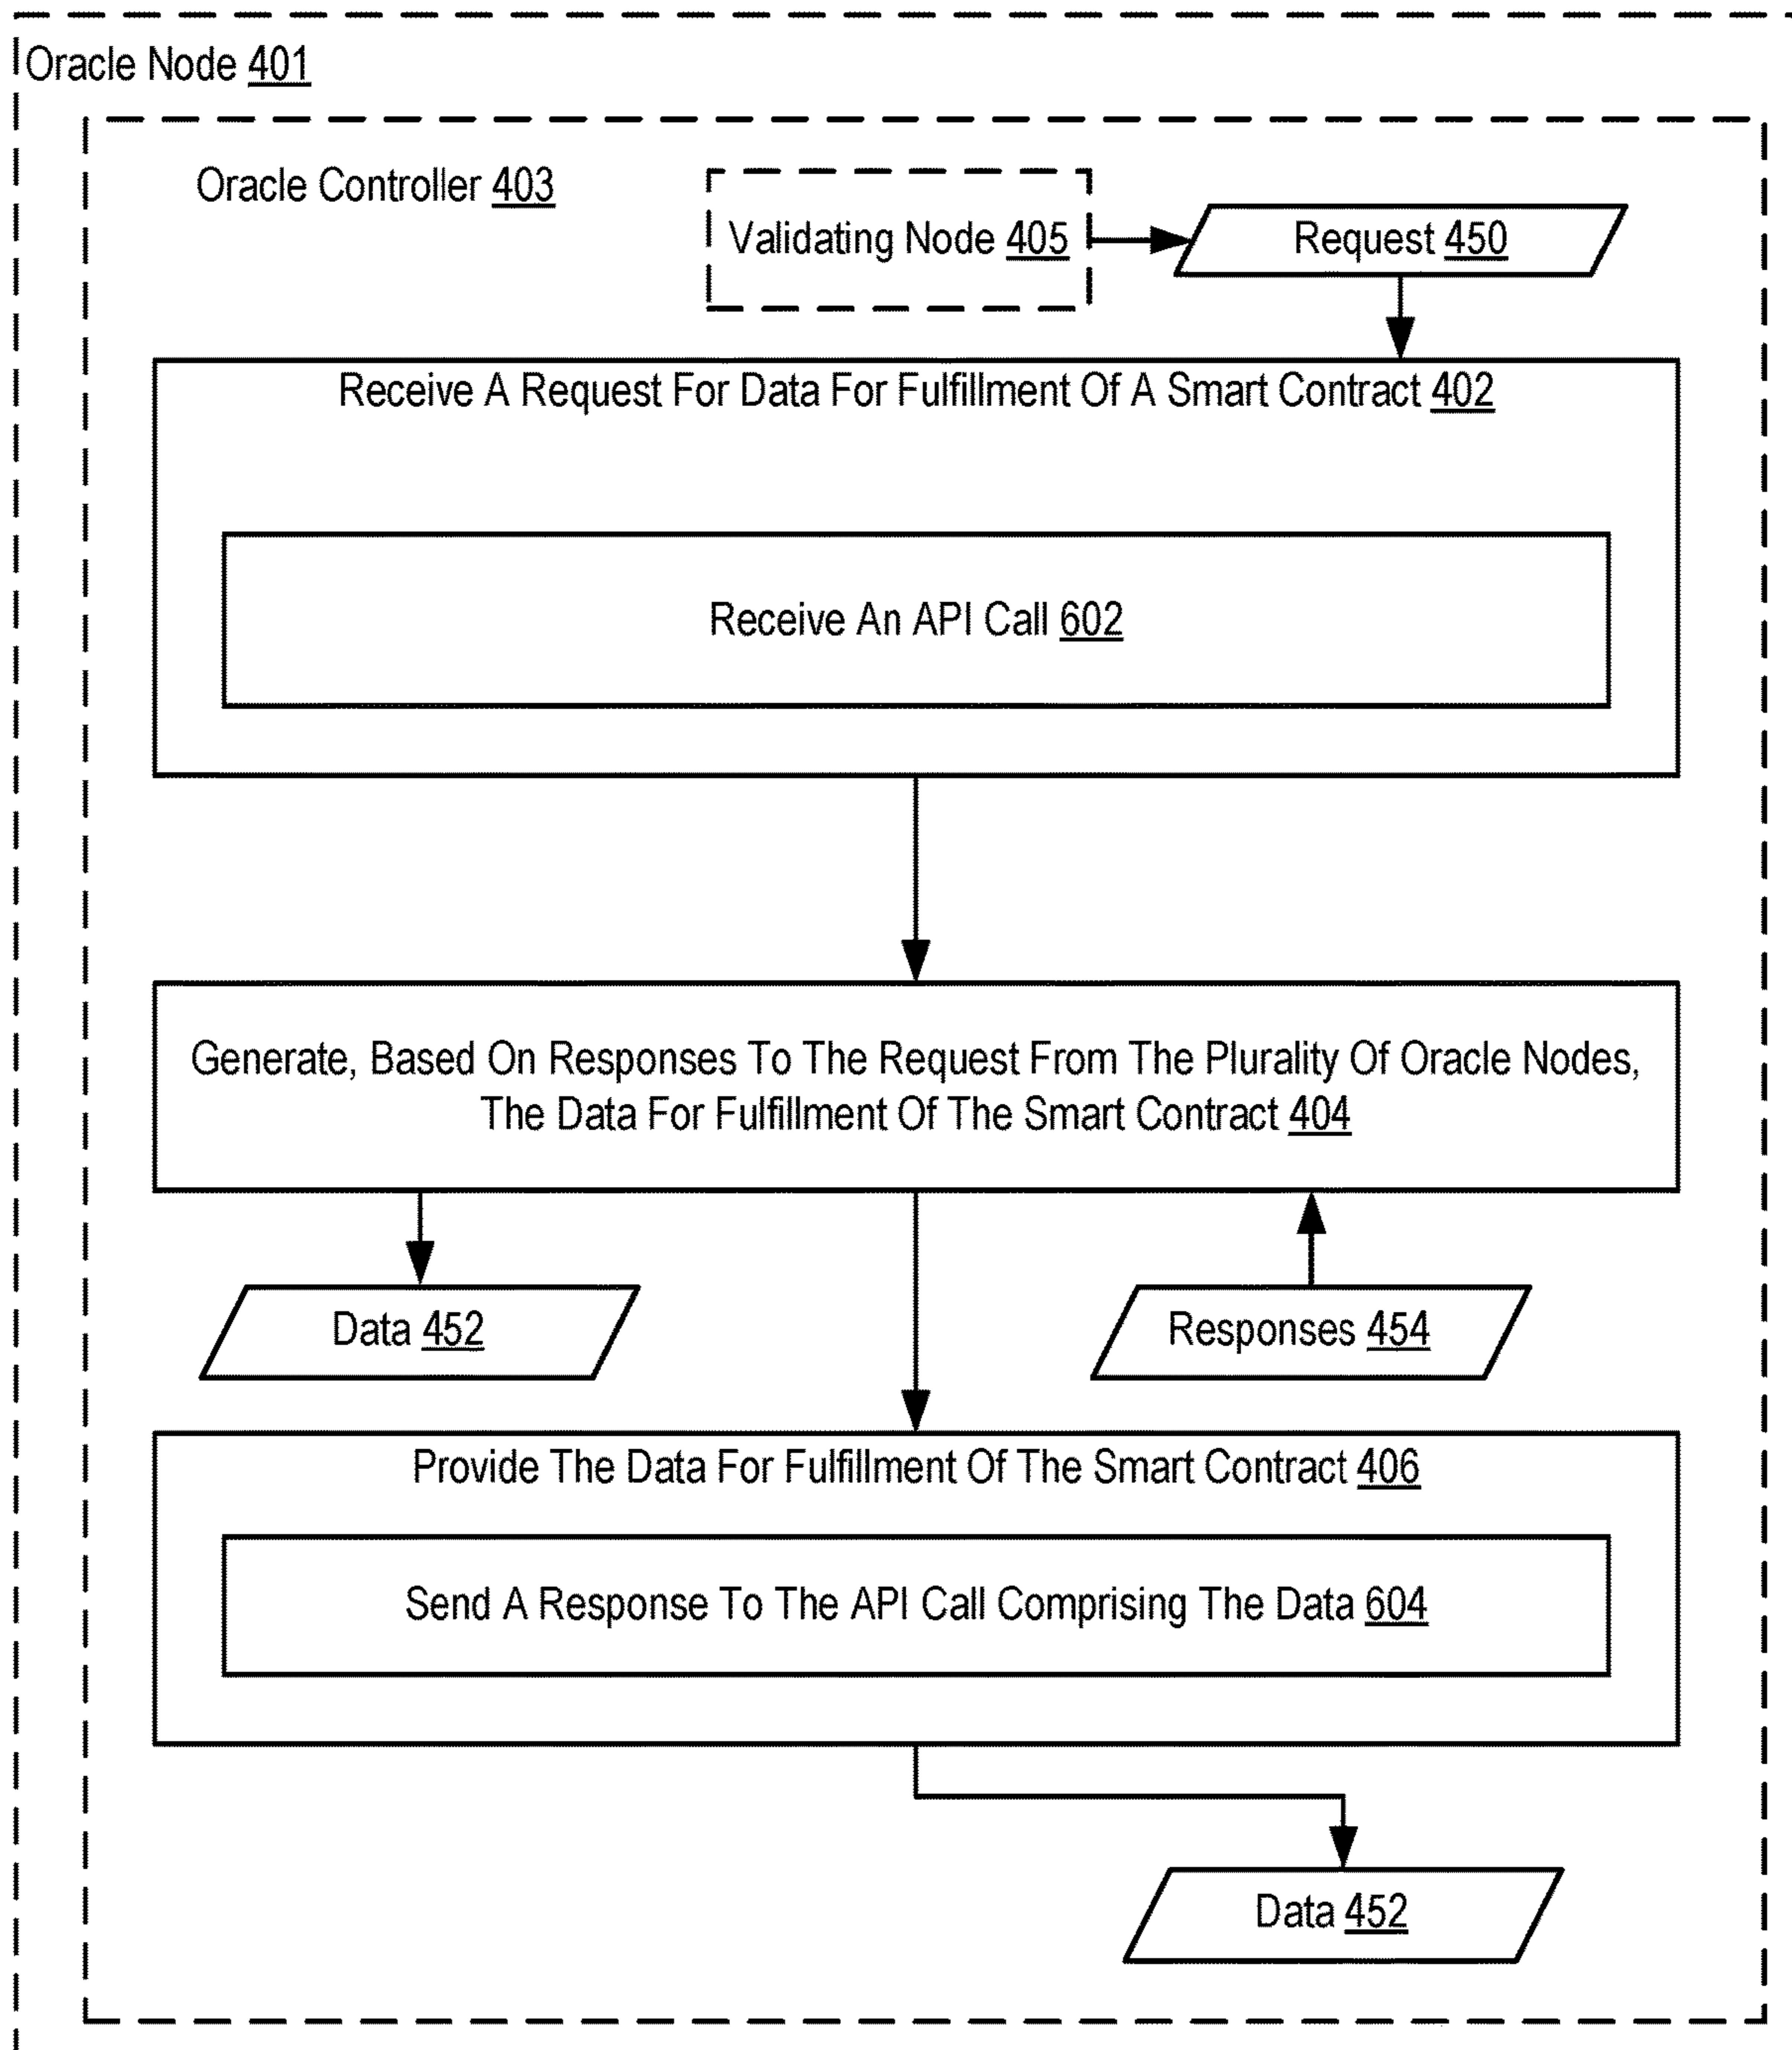 Oracle Node 401
Oracle Controller 403
Validating Node 405
Request 450
Receive A Request For Data For Fulfillment Of A Smart Contract 402
Receive An API Call 602
Generate, Based On Responses To The Request From The Plurality Of Oracle Nodes,
The Data For Fulfillment Of The Smart Contract 404
Data 452
Responses 454
Provide The Data For Fulfillment Of The Smart Contract 406
Send A Response To The API Call Comprising The Data 604
Data 452